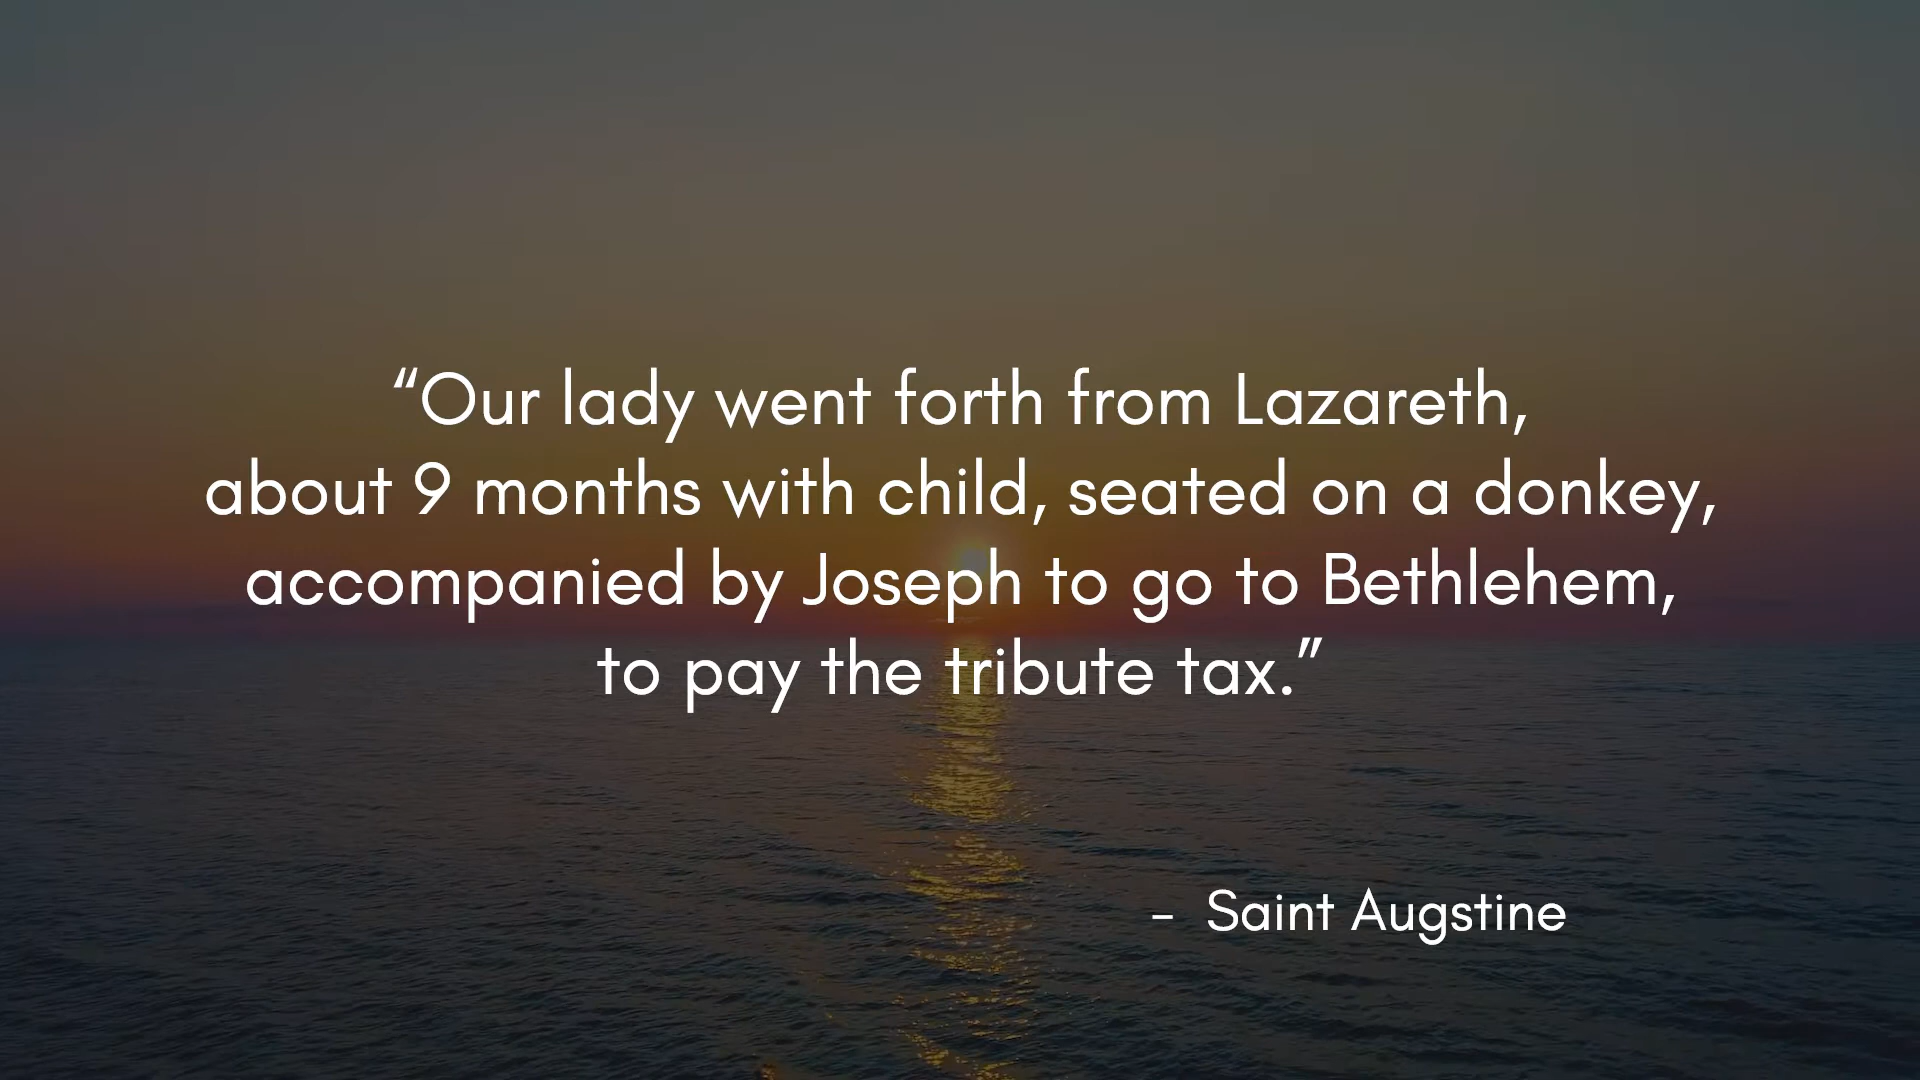 “Our lady went forth from Lazareth,
about 9 months with child, seated on a donkey,
accompanied by Joseph to go to Bethlehem,
to pay the tribute tax.”
- Saint Augstine